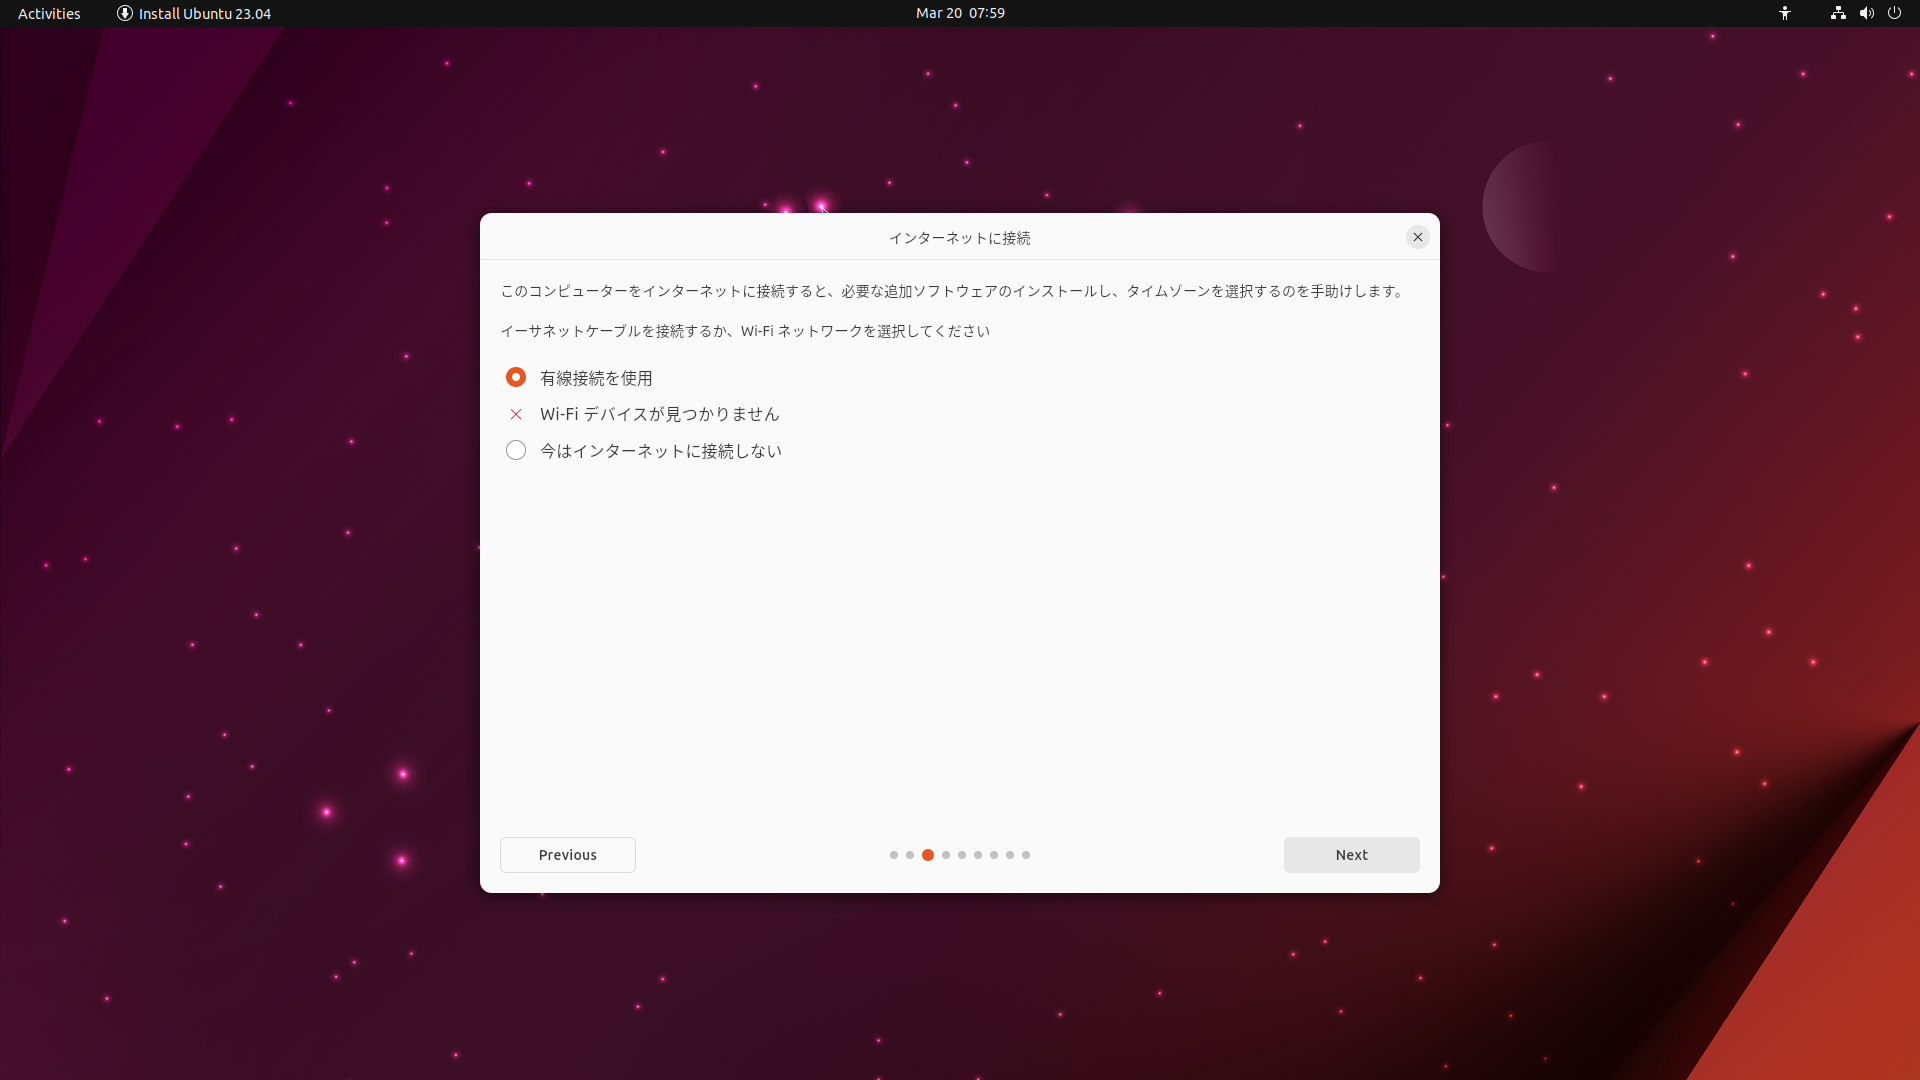 Activities
Install Ubuntu 23.04
Mar 20 07:59
インターネットに接続
このコンピューターをインターネットに接続すると、必要な追加ソフトウェアのインストールし、タイムゾーンを選択するのを手助けします。
イーサネットケーブルを接続するか、Wi-Fi ネットワークを選択してください
有線接続を使用
Wi-Fi デバイスが見つかりません
今はインターネットに接続しない
Previous
Next